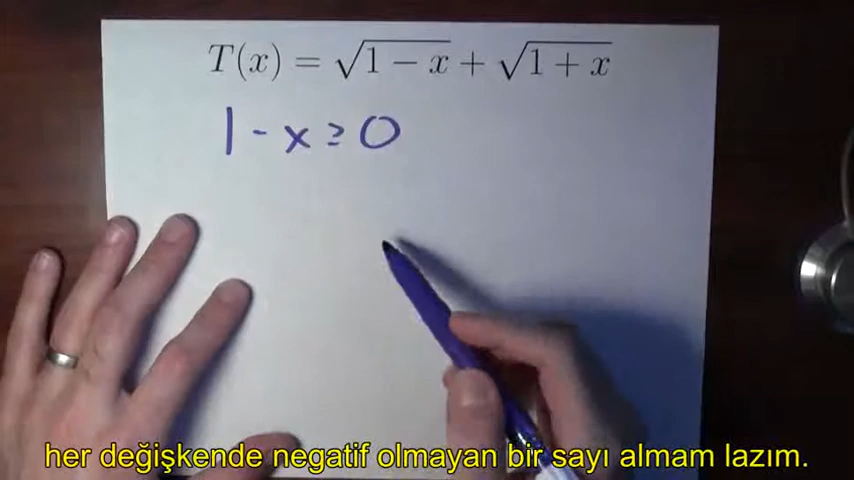 T(x) = √(1 − x) + √(1 + x)
1 - x ≥ 0
her değişkende negatif olmayan bir sayı almam lazım.